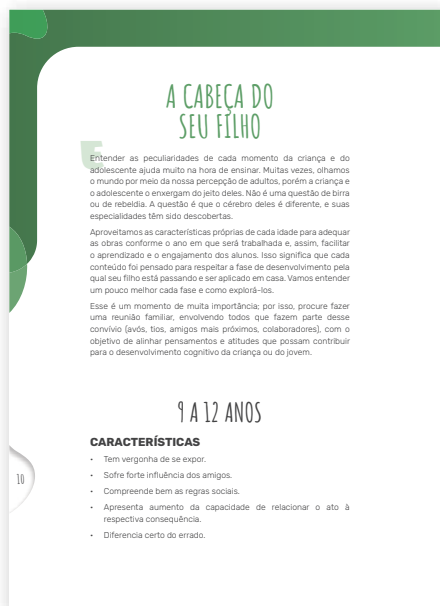 A CABEÇA DO
SEU FILHO
Entender as peculiaridades de cada momento da criança e do
adolescente ajuda muito na hora de ensinar. Muitas vezes, olhamos
o mundo por meio da nossa percepção de adultos, porém a criança e
o adolescente o enxergam do jeito deles. Não é uma questão de birra
ou de rebeldia. A questão é que o cérebro deles é diferente, e suas
especialidades têm sido descobertas.
Aproveitamos as características próprias de cada idade para adequar
as obras conforme o ano em que será trabalhada e, assim, facilitar
o aprendizado e o engajamento dos alunos. Isso significa que cada
conteúdo foi pensado para respeitar a fase de desenvolvimento pela
qual seu filho está passando e ser aplicado em casa. Vamos entender
um pouco melhor cada fase e como explorá-los.
Esse é um momento de muita importância; por isso, procure fazer
uma reunião familiar, envolvendo todos que fazem parte desse
convívio (avós, tios, amigos mais próximos, colaboradores), com o
objetivo de alinhar pensamentos e atitudes que possam contribuir
para o desenvolvimento cognitivo da criança ou do jovem.
9 A 12 ANOS
CARACTERÍSTICAS
• Tem vergonha de se expor.
• Sofre forte influência dos amigos.
• Compreende bem as regras sociais.
• Apresenta aumento da capacidade de relacionar o ato à
respectiva consequência.
• Diferencia certo do errado.
10